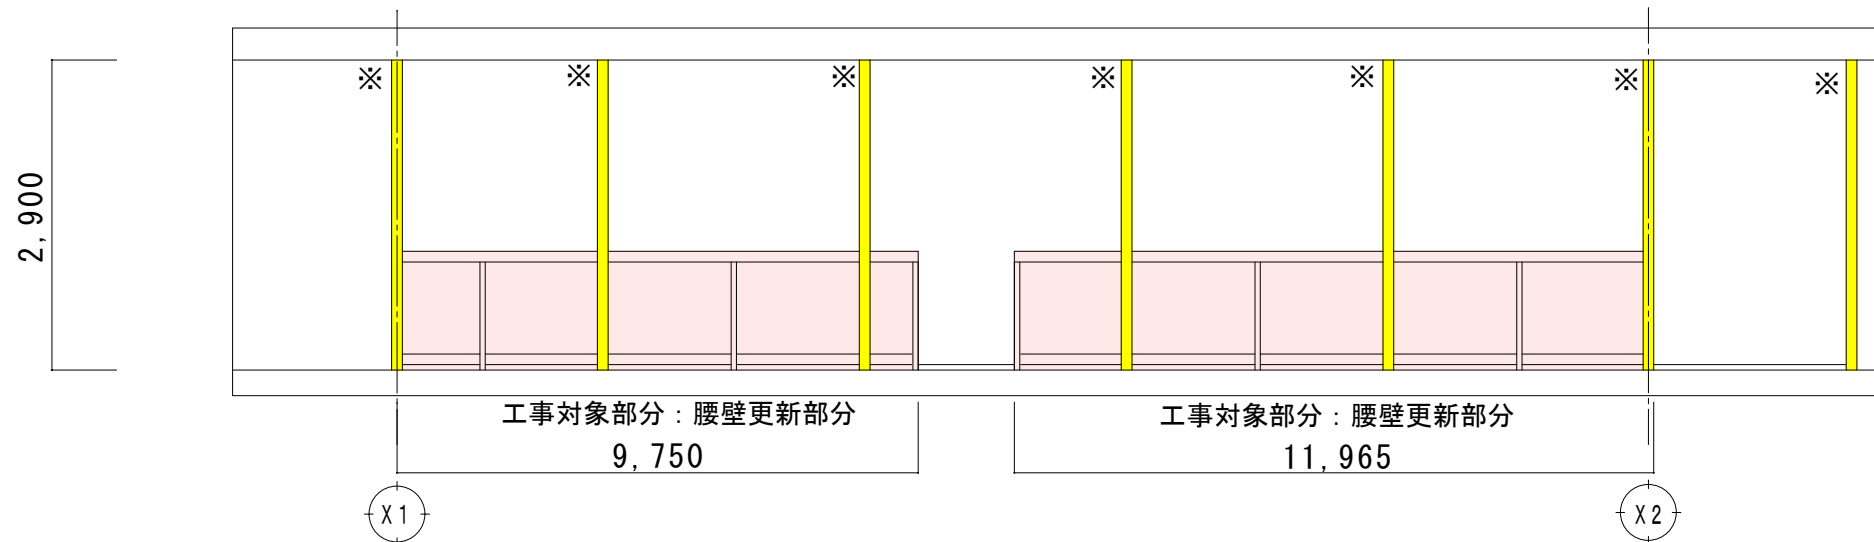 ※ ※ ※ ※ ※ ※ ※
2,900
工事対象部分:腰壁更新部分 工事対象部分:腰壁更新部分
9,750 11,965
X1 X2